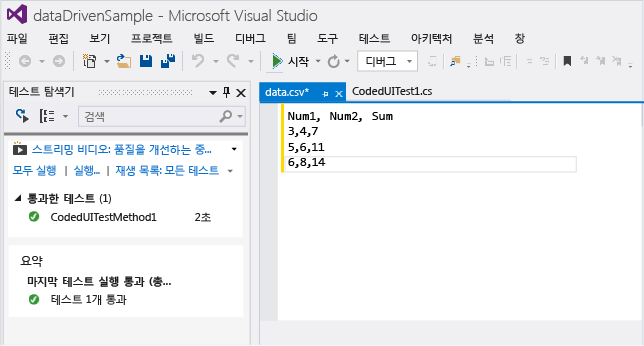 dataDrivenSample - Microsoft Visual Studio
파일 편집 보기 프로젝트 빌드 디버그 팀 도구 테스트 아키텍처 분석 창
시작 디버그
테스트 탐색기
data.csv* CodedUITest1.cs
검색
Num1, Num2, Sum
3,4,7
5,6,11
6,8,14
스트리밍 비디오: 품질을 개선하는 중...
모두 실행 실행... 재생 목록: 모든 테스트
통과한 테스트 (1)
CodedUITestMethod1 2초
요약
마지막 테스트 실행 통과 (총...
테스트 1개 통과